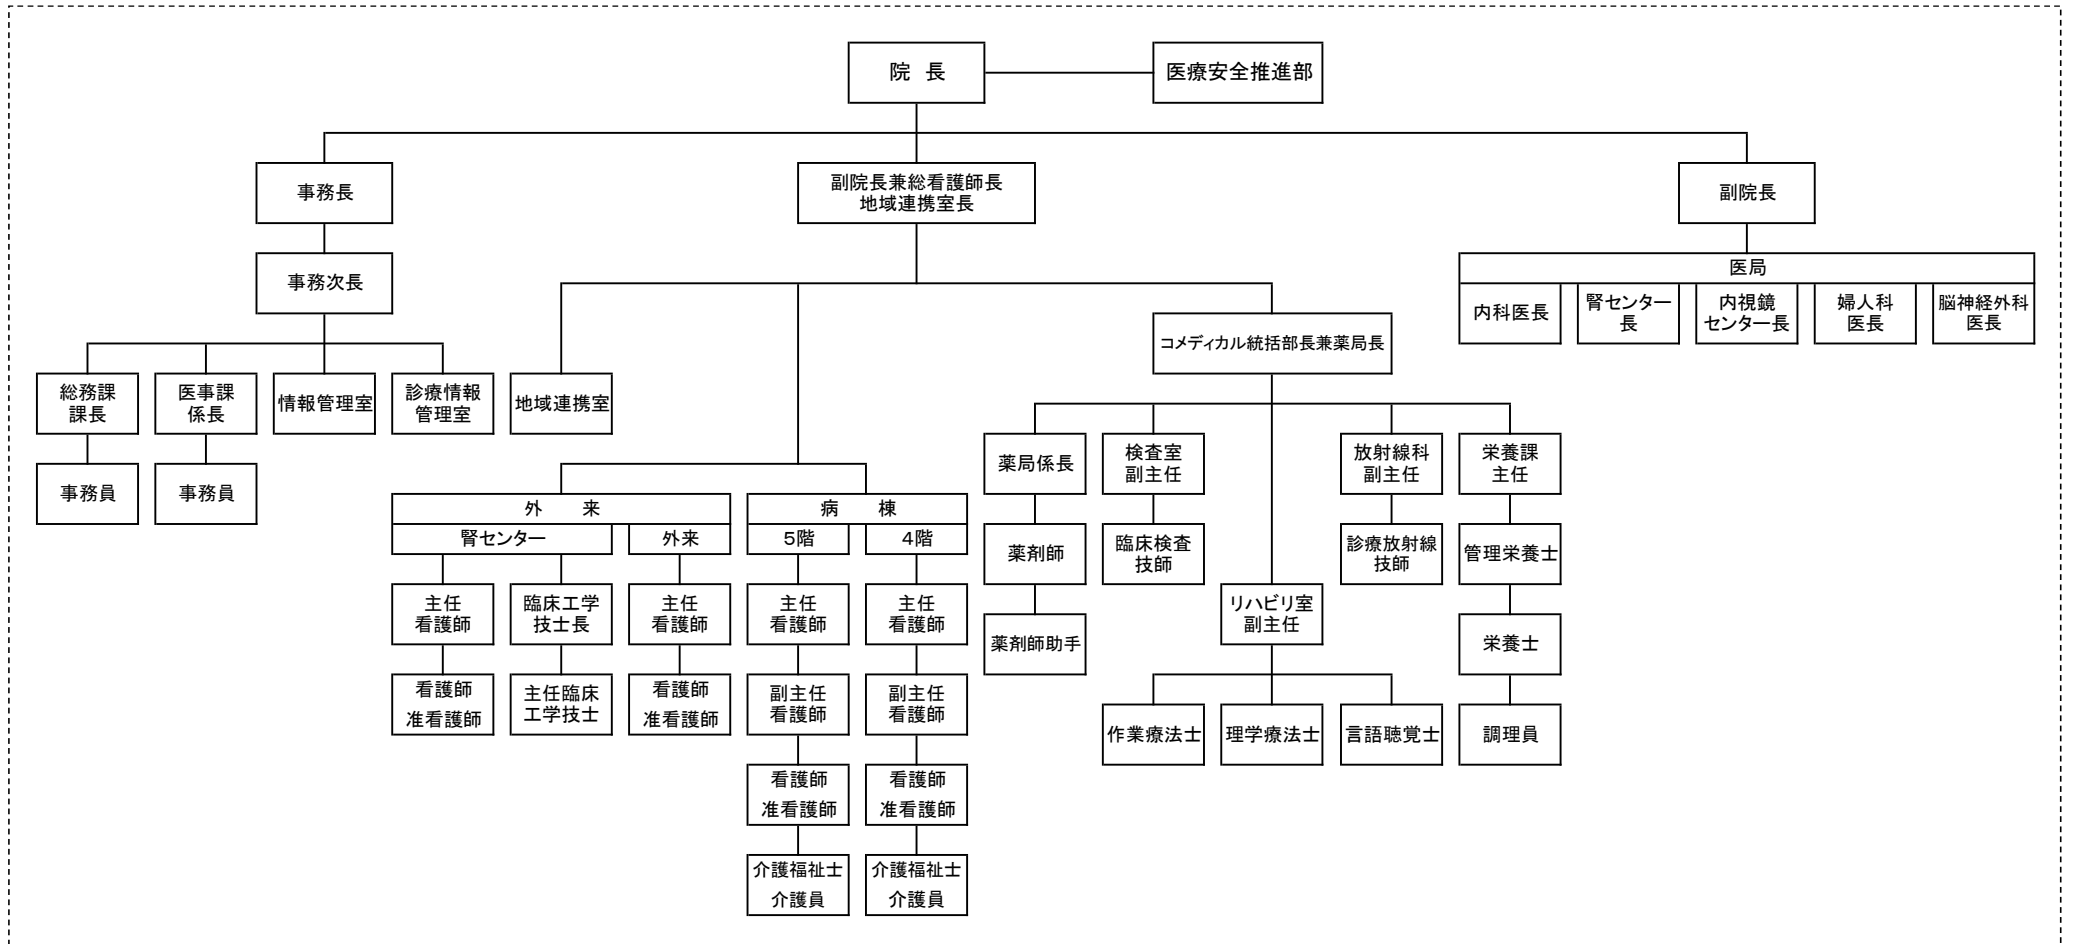 院　長
医療安全推進部
事務長
副院長兼総看護師長
地域連携室長
副院長
事務次長
医局
内科医長
腎センター
長
内視鏡
センター長
婦人科
医長
脳神経外科
医長
コメディカル統括部長兼薬局長
総務課
課長
医事課
係長
情報管理室
診療情報
管理室
地域連携室
事務員
事務員
薬局係長
検査室
副主任
放射線科
副主任
栄養課
主任
外　　来
病　　棟
腎センター
外来
５階
４階
薬剤師
臨床検査
技師
診療放射線
技師
管理栄養士
主任
看護師
臨床工学
技士長
主任
看護師
主任
看護師
主任
看護師
薬剤師助手
リハビリ室
副主任
栄養士
看護師
准看護師
主任臨床
工学技士
看護師
准看護師
副主任
看護師
副主任
看護師
作業療法士
理学療法士
言語聴覚士
調理員
看護師
准看護師
看護師
准看護師
介護福祉士
介護員
介護福祉士
介護員